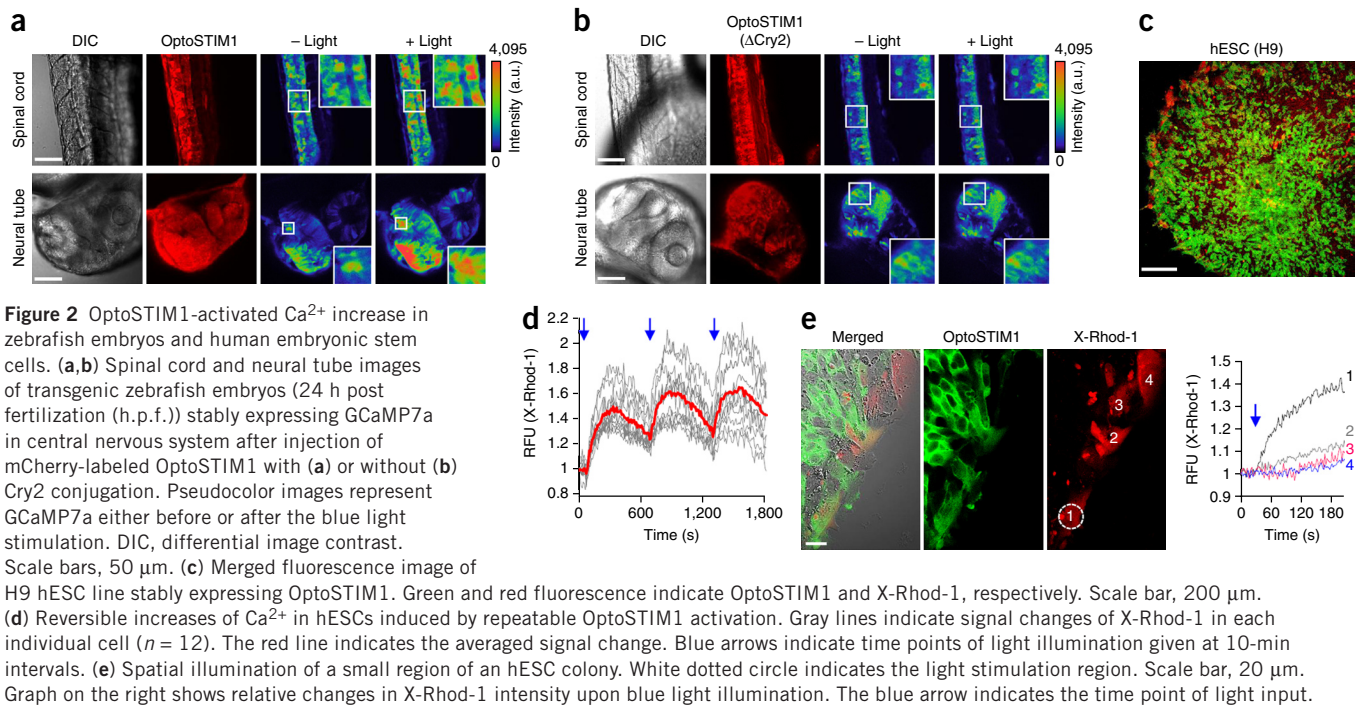 a
DIC OptoSTIM1 – Light + Light
Spinal cord
Neural tube
4,095
Intensity (a.u.)
0
b
DIC OptoSTIM1 (ΔCry2) – Light + Light
Spinal cord
Neural tube
4,095
Intensity (a.u.)
0
c
hESC (H9)
Figure 2 OptoSTIM1-activated Ca2+ increase in
zebrafish embryos and human embryonic stem
cells. (a,b) Spinal cord and neural tube images
of transgenic zebrafish embryos (24 h post
fertilization (h.p.f.)) stably expressing GCaMP7a
in central nervous system after injection of
mCherry-labeled OptoSTIM1 with (a) or without (b)
Cry2 conjugation. Pseudocolor images represent
GCaMP7a either before or after the blue light
stimulation. DIC, differential image contrast.
Scale bars, 50 μm. (c) Merged fluorescence image of
H9 hESC line stably expressing OptoSTIM1. Green and red fluorescence indicate OptoSTIM1 and X-Rhod-1, respectively. Scale bar, 200 μm.
(d) Reversible increases of Ca2+ in hESCs induced by repeatable OptoSTIM1 activation. Gray lines indicate signal changes of X-Rhod-1 in each
individual cell (n = 12). The red line indicates the averaged signal change. Blue arrows indicate time points of light illumination given at 10-min
intervals. (e) Spatial illumination of a small region of an hESC colony. White dotted circle indicates the light stimulation region. Scale bar, 20 μm.
Graph on the right shows relative changes in X-Rhod-1 intensity upon blue light illumination. The blue arrow indicates the time point of light input.
d
RFU (X-Rhod-1)
2.2
2.0
1.8
1.6
1.4
1.2
1
0.8
0 600 1,200 1,800
Time (s)
e
Merged OptoSTIM1 X-Rhod-1
4
3
2
1
RFU (X-Rhod-1)
1.5
1.4
1.3
1.2
1.1
1
0.9
1
2
3
4
0 60 120 180
Time (s)